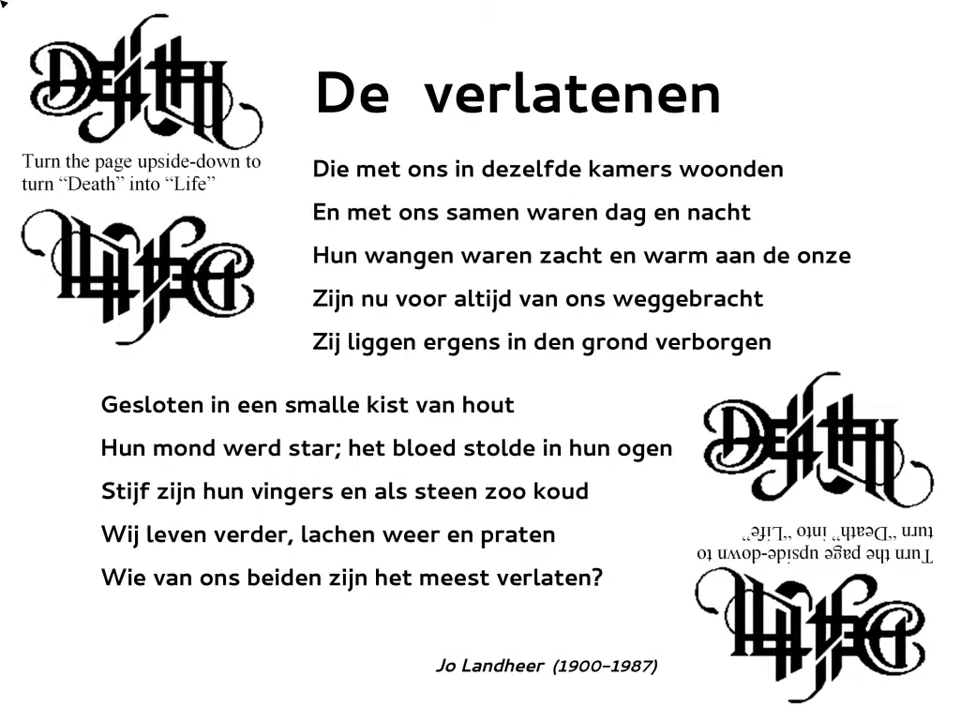 DEATH
Turn the page upside-down to
turn “Death” into “Life”
LIFE
De verlatenen
Die met ons in dezelfde kamers woonden
En met ons samen waren dag en nacht
Hun wangen waren zacht en warm aan de onze
Zijn nu voor altijd van ons weggebracht
Zij liggen ergens in den grond verborgen
Gesloten in een smalle kist van hout
Hun mond werd star; het bloed stolde in hun ogen
Stijf zijn hun vingers en als steen zoo koud
Wij leven verder, lachen weer en praten
Wie van ons beiden zijn het meest verlaten?
Jo Landheer (1900-1987)
DEATH
Turn the page upside-down to
turn “Death” into “Life”
LIFE